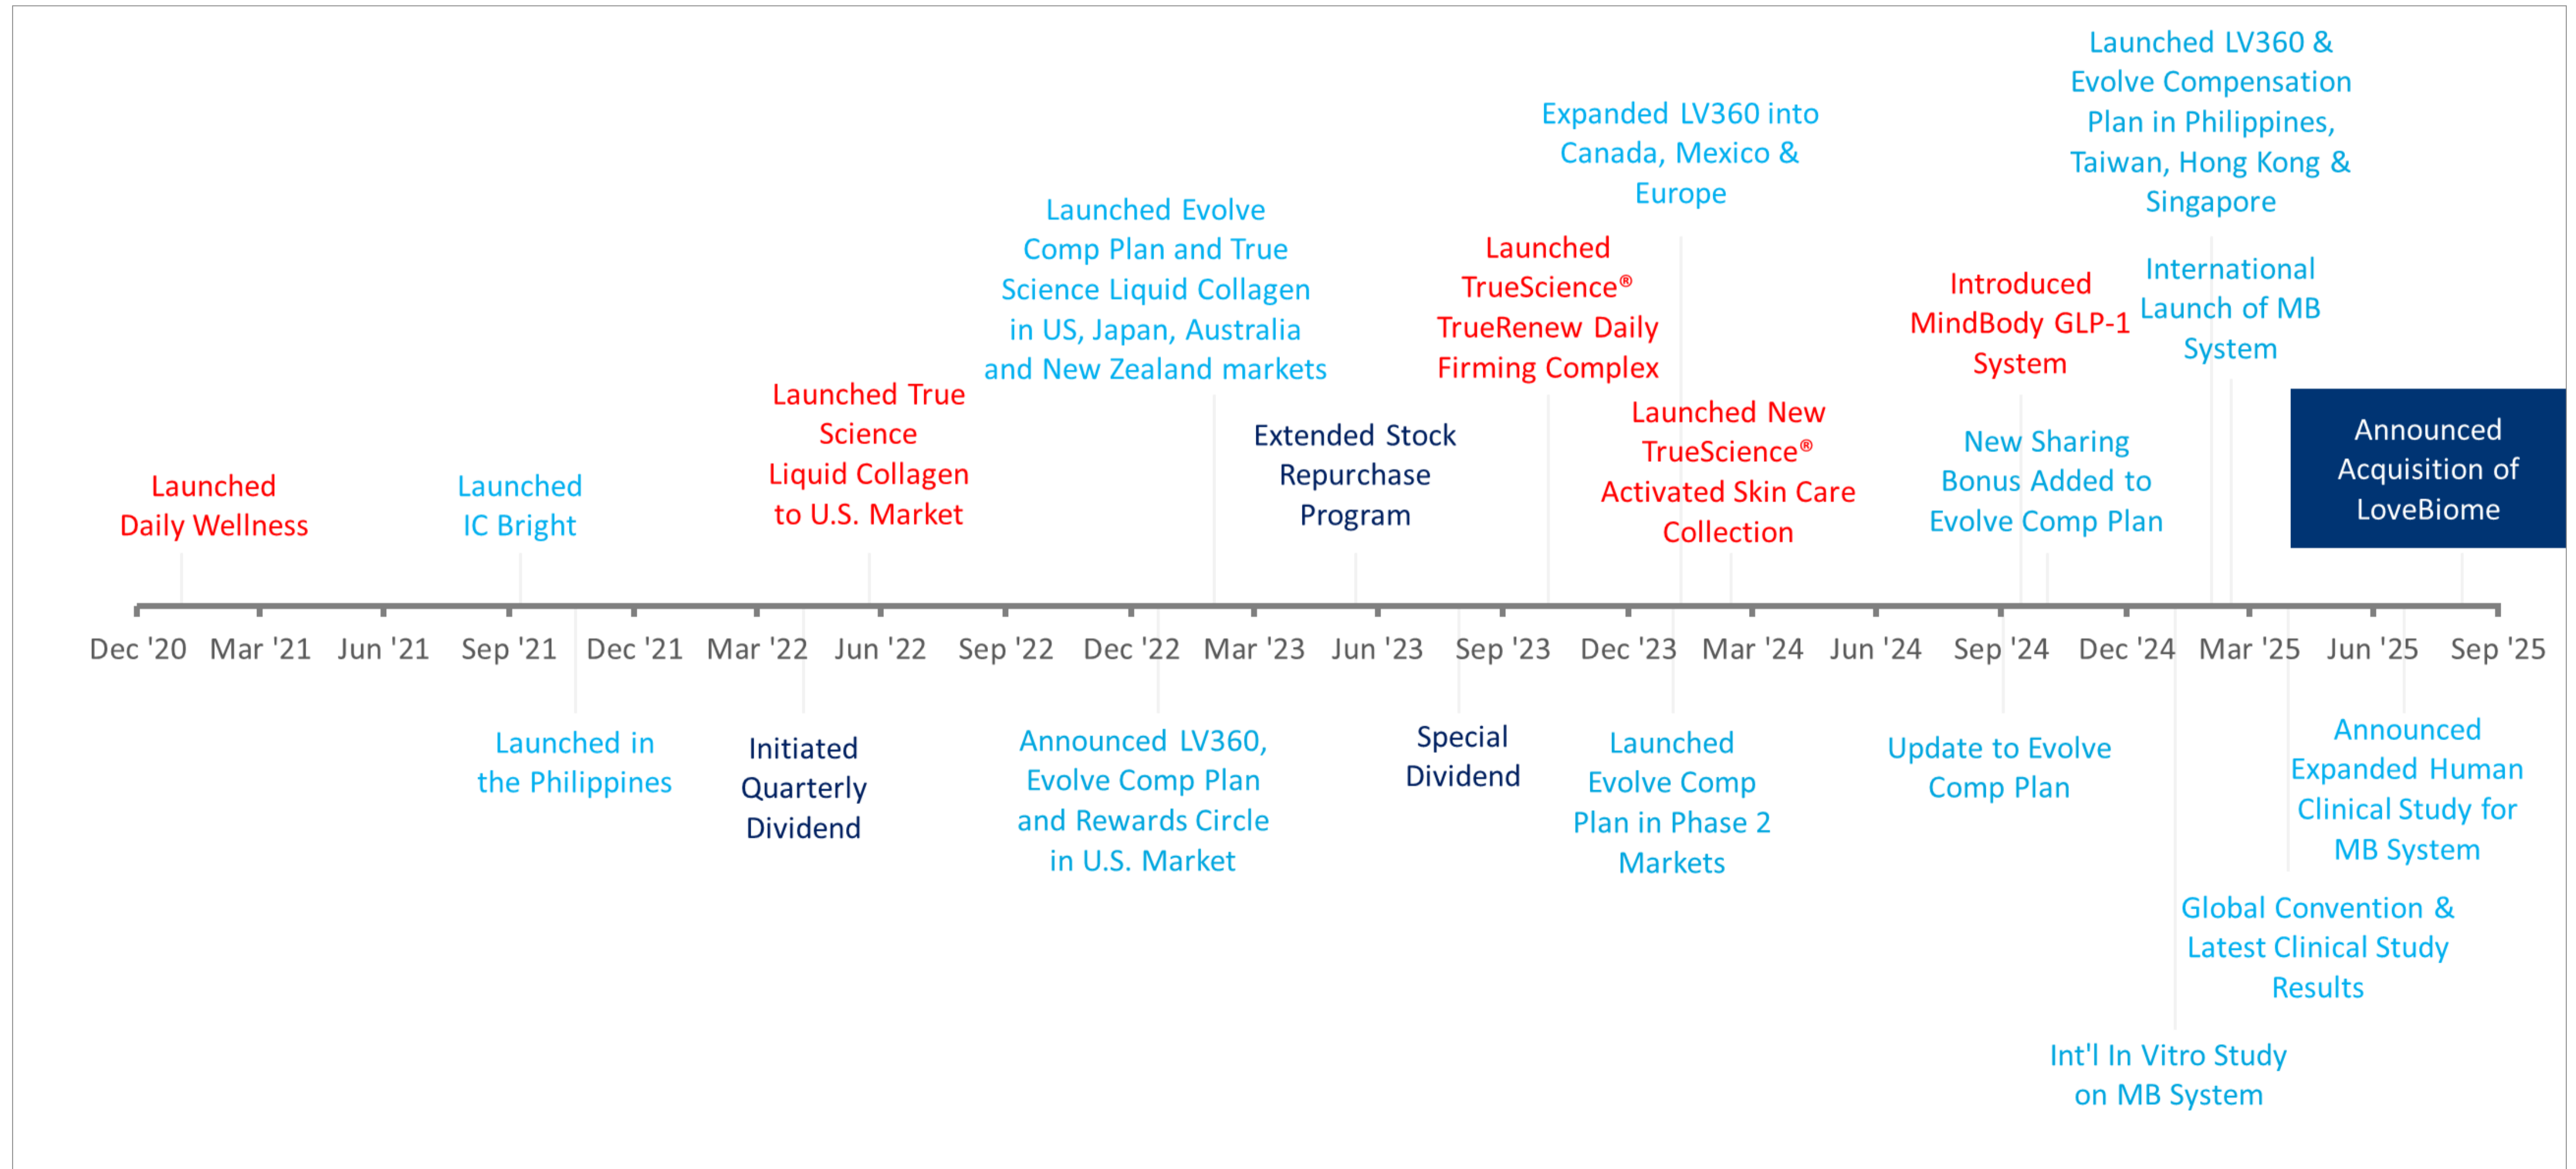 Launched LV360 &
Evolve Compensation
Plan in Philippines,
Taiwan, Hong Kong &
Singapore
Expanded LV360 into
Canada, Mexico &
Europe
Launched Evolve
Comp Plan and True
Science Liquid Collagen
in US, Japan, Australia
and New Zealand markets
Launched
TrueScience®
TrueRenew Daily
Firming Complex
Introduced
MindBody GLP-1
System
International
Launch of MB
System
Launched True
Science
Liquid Collagen
to U.S. Market
Extended Stock
Repurchase
Program
Launched New
TrueScience®
Activated Skin Care
Collection
New Sharing
Bonus Added to
Evolve Comp Plan
Announced
Acquisition of
LoveBiome
Launched
Daily Wellness
Launched
IC Bright
Dec '20 Mar '21 Jun '21 Sep '21 Dec '21 Mar '22 Jun '22 Sep '22 Dec '22 Mar '23 Jun '23 Sep '23 Dec '23 Mar '24 Jun '24 Sep '24 Dec '24 Mar '25 Jun '25 Sep '25
Launched in
the Philippines
Initiated
Quarterly
Dividend
Announced LV360,
Evolve Comp Plan
and Rewards Circle
in U.S. Market
Special
Dividend
Launched
Evolve Comp
Plan in Phase 2
Markets
Update to Evolve
Comp Plan
Announced
Expanded Human
Clinical Study for
MB System
Global Convention &
Latest Clinical Study
Results
Int'l In Vitro Study
on MB System